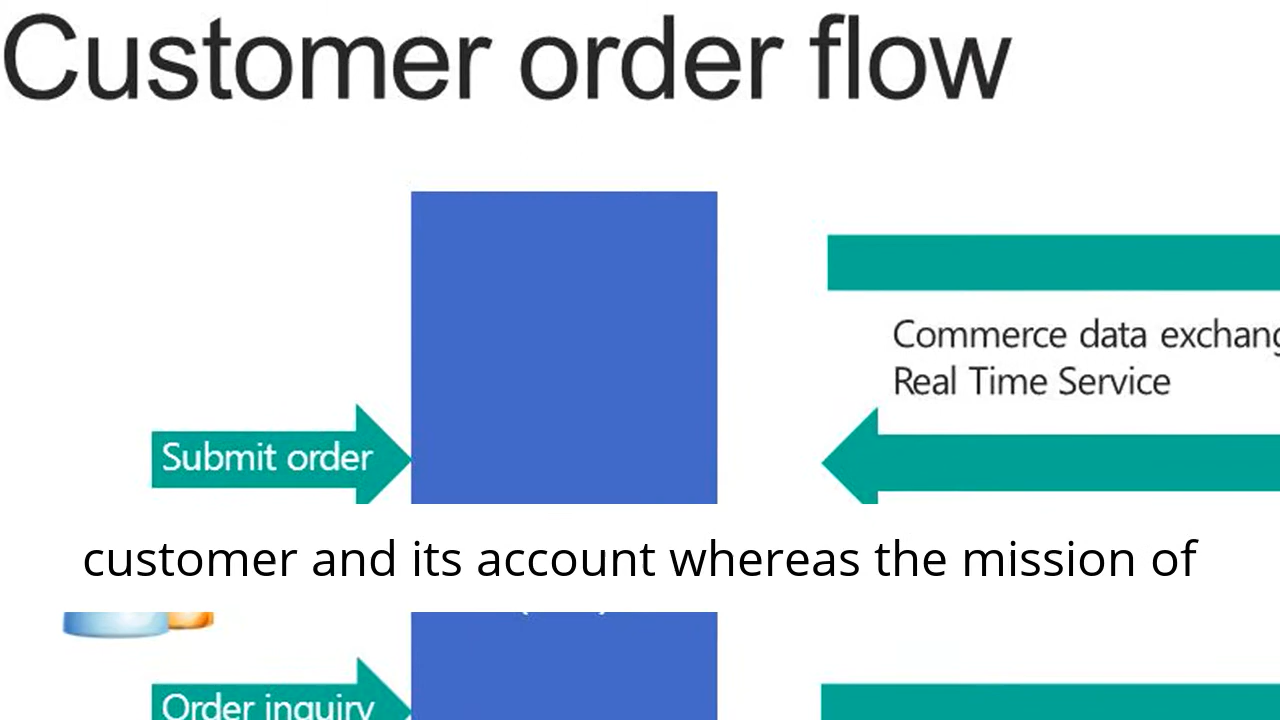 Customer order flow
Commerce data exchang
Real Time Service
Submit order
customer and its account whereas the mission of
Order inquiry